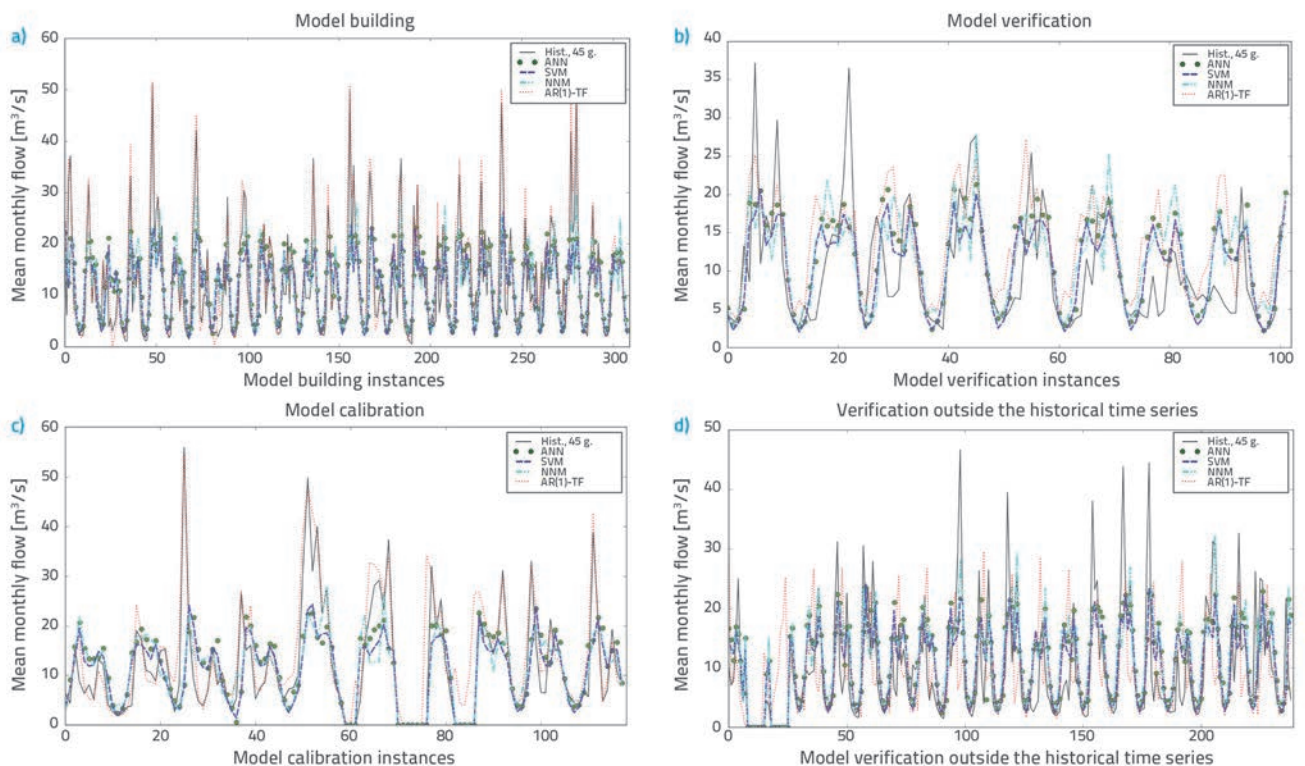 a)
Model building
Mean monthly flow [m³/s]
60
50
40
30
20
10
0
Hist., 45 g.
ANN
SVM
NNM
AR(1)-TF
0 50 100 150 200 250 300
Model building instances
b)
Model verification
Mean monthly flow [m³/s]
40
35
30
25
20
15
10
5
0
Hist., 45 g.
ANN
SVM
NNM
AR(1)-TF
0 20 40 60 80 100
Model verification instances
c)
Model calibration
Mean monthly flow [m³/s]
60
50
40
30
20
10
0
Hist., 45 g.
ANN
SVM
NNM
AR(1)-TF
0 20 40 60 80 100
Model calibration instances
d)
Verification outside the historical time series
Mean monthly flow [m³/s]
50
40
30
20
10
0
Hist., 45 g.
ANN
SVM
NNM
AR(1)-TF
0 50 100 150 200
Model verification outside the historical time series